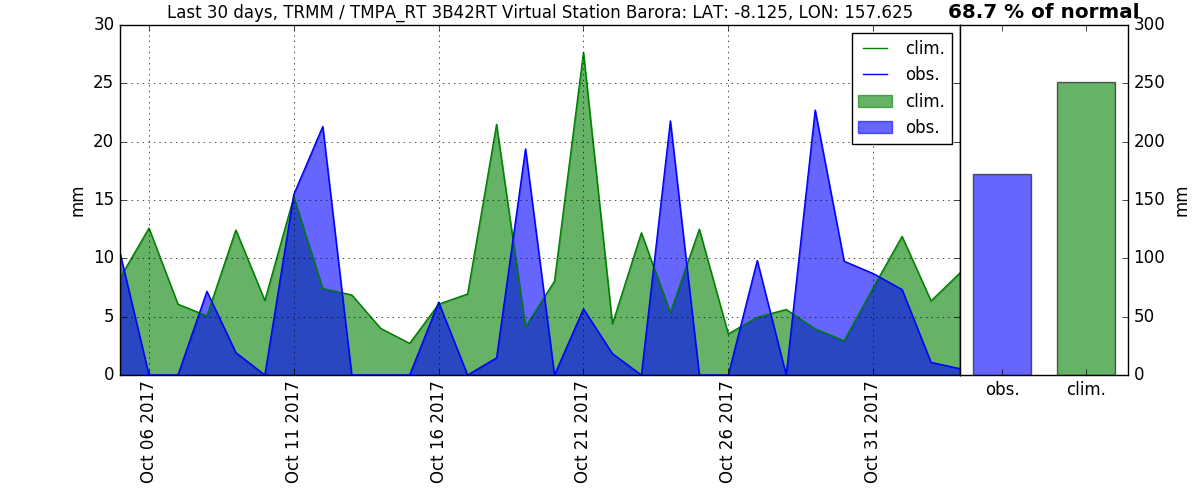 Last 30 days, TRMM / TMPA_RT 3B42RT Virtual Station Barora: LAT: -8.125, LON: 157.625
68.7 % of normal
30
25
20
15
10
5
0
mm
clim.
obs.
clim.
obs.
300
250
200
150
100
50
0
mm
obs.
clim.
Oct 06 2017
Oct 11 2017
Oct 16 2017
Oct 21 2017
Oct 26 2017
Oct 31 2017